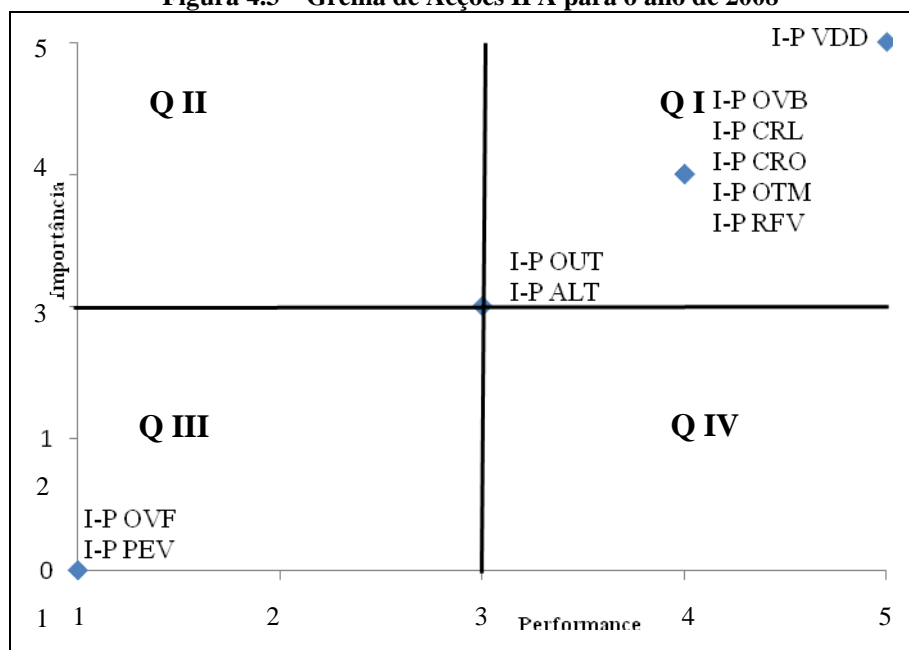 Figura 4.3 – Grelha de Acções IPA para o ano de 2008
5
I-P VDD
Q II
Q I
I-P OVB
I-P CRL
I-P CRO
I-P OTM
I-P RFV
4
Importância
I-P OUT
I-P ALT
3
Q III
Q IV
1
2
I-P OVF
I-P PEV
0
1
1
2
3
Performance
4
5